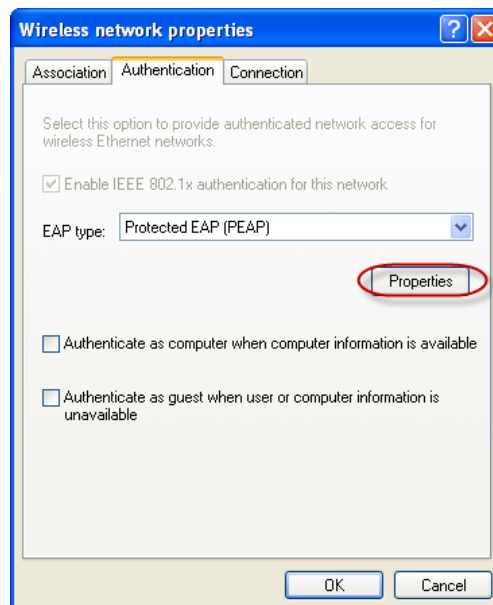 Wireless network properties
Association Authentication Connection
Select this option to provide authenticated network access for
wireless Ethernet networks.
Enable IEEE 802.1x authentication for this network
EAP type: Protected EAP (PEAP)
Properties
Authenticate as computer when computer information is available
Authenticate as guest when user or computer information is
unavailable
OK Cancel